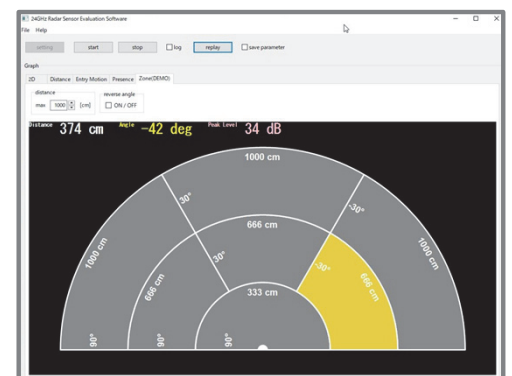 24GHz Radar Sensor Evaluation Software
File Help
setting start stop log replay save parameter
Graph
2D Distance Entry Motion Presence Zone(DEMO)
distance
max 1000 [cm]
reverse angle
ON / OFF
Distance 374 cm Angle -42 deg Peak Level 34 dB
1000 cm
30°
-30°
1000 cm
1000 cm
666 cm
30°
-30°
666 cm
666 cm
333 cm
90°
90°
90°